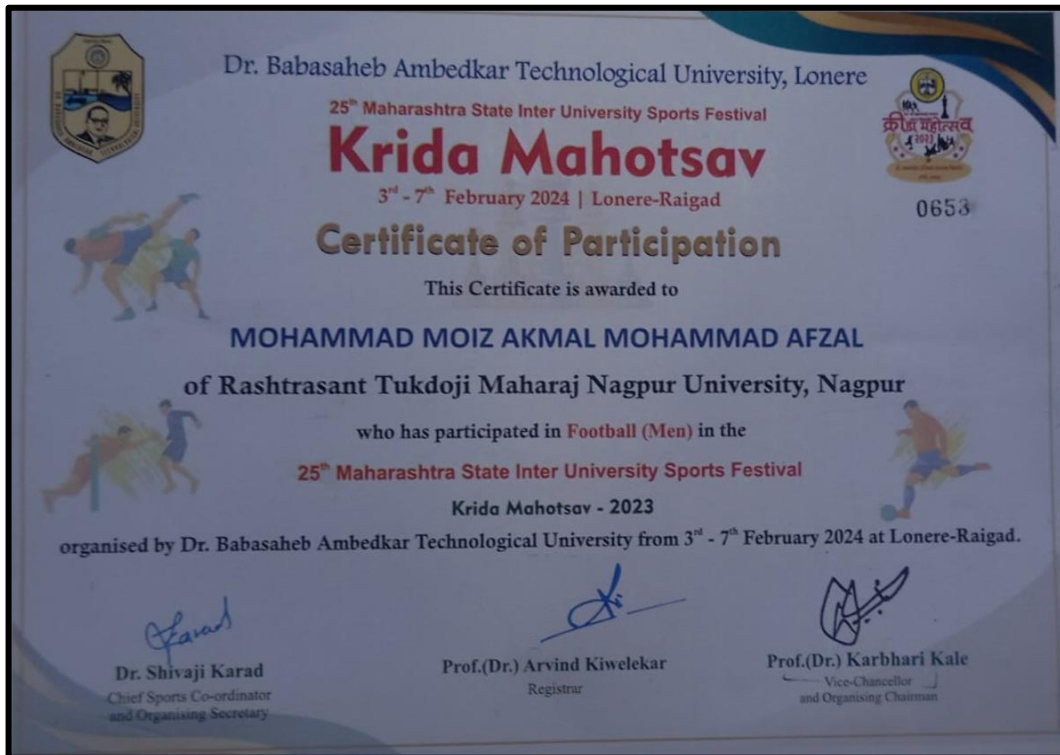 Dr. Babasaheb Ambedkar Technological University, Lonere
25th Maharashtra State Inter University Sports Festival
Krida Mahotsav
3rd - 7th February 2024 | Lonere-Raigad
क्रीडा महोत्सव
2023
0653
Certificate of Participation
This Certificate is awarded to
MOHAMMAD MOIZ AKMAL MOHAMMAD AFZAL
of Rashtrasant Tukdoji Maharaj Nagpur University, Nagpur
who has participated in Football (Men) in the
25th Maharashtra State Inter University Sports Festival
Krida Mahotsav - 2023
organised by Dr. Babasaheb Ambedkar Technological University from 3rd - 7th February 2024 at Lonere-Raigad.
Karad
Dr. Shivaji Karad
Chief Sports Co-ordinator
and Organising Secretary
Prof.(Dr.) Arvind Kiwelekar
Registrar
Prof.(Dr.) Karbhari Kale
Vice-Chancellor
and Organising Chairman